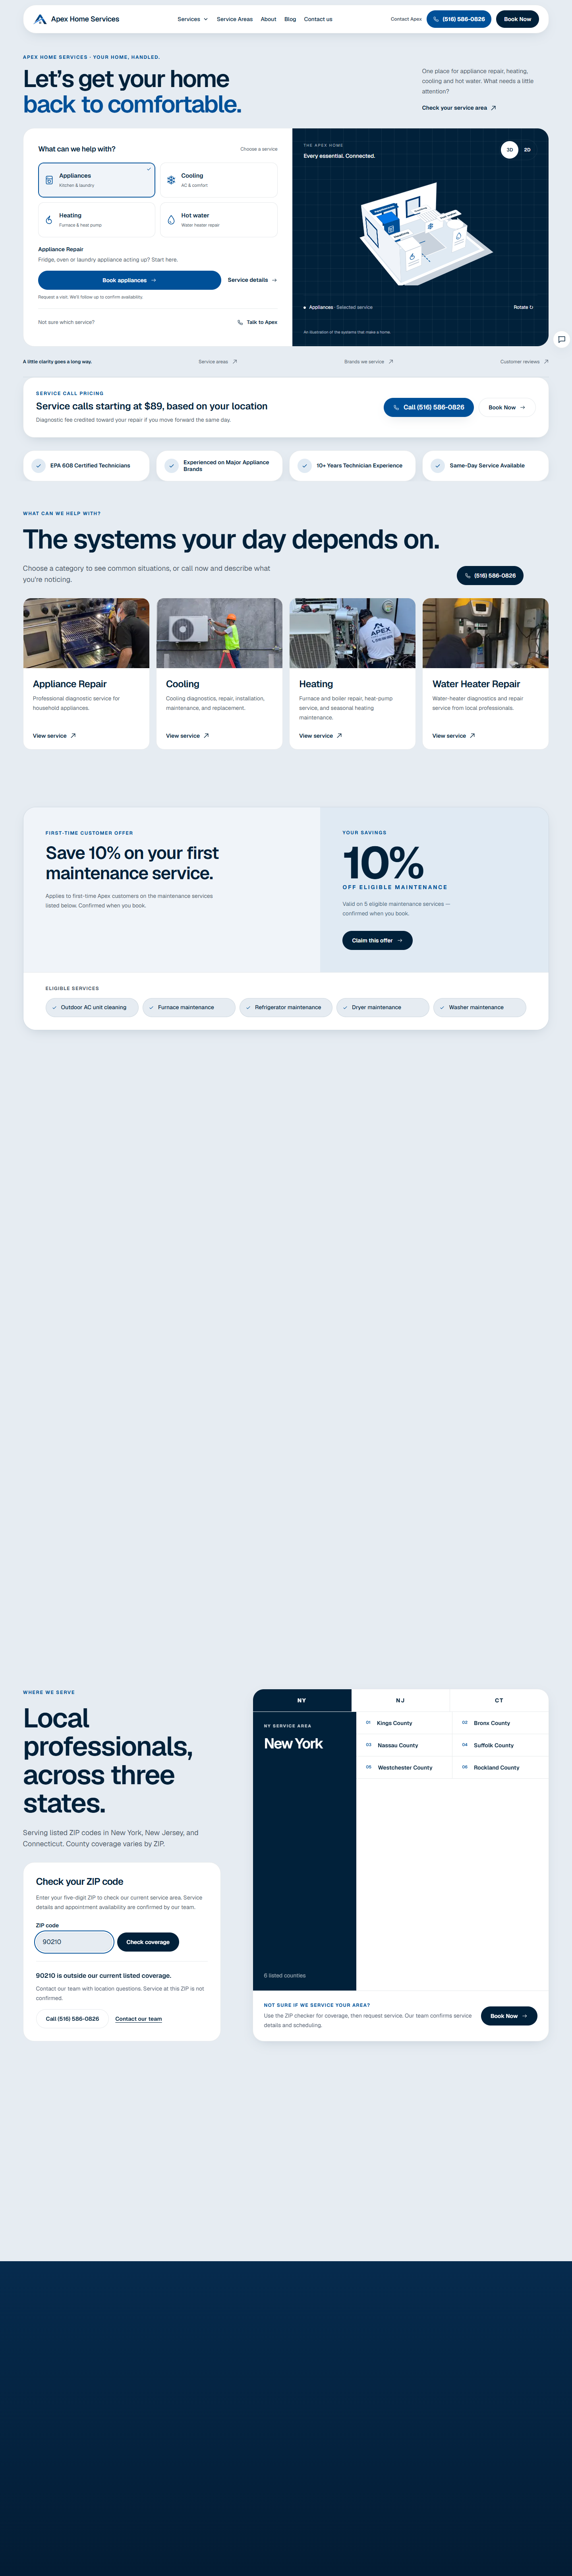 Apex Home Services
Services
Service Areas
About
Blog
Contact us
Contact Apex
(516) 586-0826
Book Now
APEX HOME SERVICES · YOUR HOME, HANDLED.
Let's get your home
back to comfortable.
One place for appliance repair, heating,
cooling and hot water. What needs a little
attention?
Check your service area
What can we help with?
Choose a service
Appliances
Kitchen & laundry
Cooling
AC & comfort
Heating
Furnace & heat pump
Hot water
Water heater repair
Appliance Repair
Fridge, oven or laundry appliance acting up? Start here.
Book appliances
Service details
Request a visit. We'll follow up to confirm availability.
Not sure which service?
Talk to Apex
THE APEX HOME
Every essential. Connected.
3D
2D
Appliances · Selected service
Rotate
An illustration of the systems that make a home.
A little clarity goes a long way.
Service areas
Brands we service
Customer reviews
SERVICE CALL PRICING
Service calls starting at $89, based on your location
Diagnostic fee credited toward your repair if you move forward the same day.
Call (516) 586-0826
Book Now
EPA 608 Certified Technicians
Experienced on Major Appliance
Brands
10+ Years Technician Experience
Same-Day Service Available
WHAT CAN WE HELP WITH?
The systems your day depends on.
Choose a category to see common situations, or call now and describe what
you're noticing.
(516) 586-0826
APEX
Appliance Repair
Professional diagnostic service for
household appliances.
View service
Cooling
Cooling diagnostics, repair, installation,
maintenance, and replacement.
View service
Heating
Furnace and boiler repair, heat-pump
service, and seasonal heating
maintenance.
View service
Water Heater Repair
Water-heater diagnostics and repair
service from local professionals.
View service
FIRST-TIME CUSTOMER OFFER
Save 10% on your first
maintenance service.
Applies to first-time Apex customers on the maintenance services
listed below. Confirmed when you book.
YOUR SAVINGS
10%
OFF ELIGIBLE MAINTENANCE
Valid on 5 eligible maintenance services —
confirmed when you book.
Claim this offer
ELIGIBLE SERVICES
Outdoor AC unit cleaning
Furnace maintenance
Refrigerator maintenance
Dryer maintenance
Washer maintenance
WHERE WE SERVE
Local
professionals,
across three
states.
Serving listed ZIP codes in New York, New Jersey, and
Connecticut. County coverage varies by ZIP.
Check your ZIP code
Enter your five-digit ZIP to check our current service area. Service
details and appointment availability are confirmed by our team.
ZIP code
90210
Check coverage
90210 is outside our current listed coverage.
Contact our team with location questions. Service at this ZIP is not
confirmed.
Call (516) 586-0826
Contact our team
NY
NJ
CT
NY SERVICE AREA
New York
6 listed counties
01 Kings County
02 Bronx County
03 Nassau County
04 Suffolk County
05 Westchester County
06 Rockland County
NOT SURE IF WE SERVICE YOUR AREA?
Use the ZIP checker for coverage, then request service. Our team confirms service
details and scheduling.
Book Now